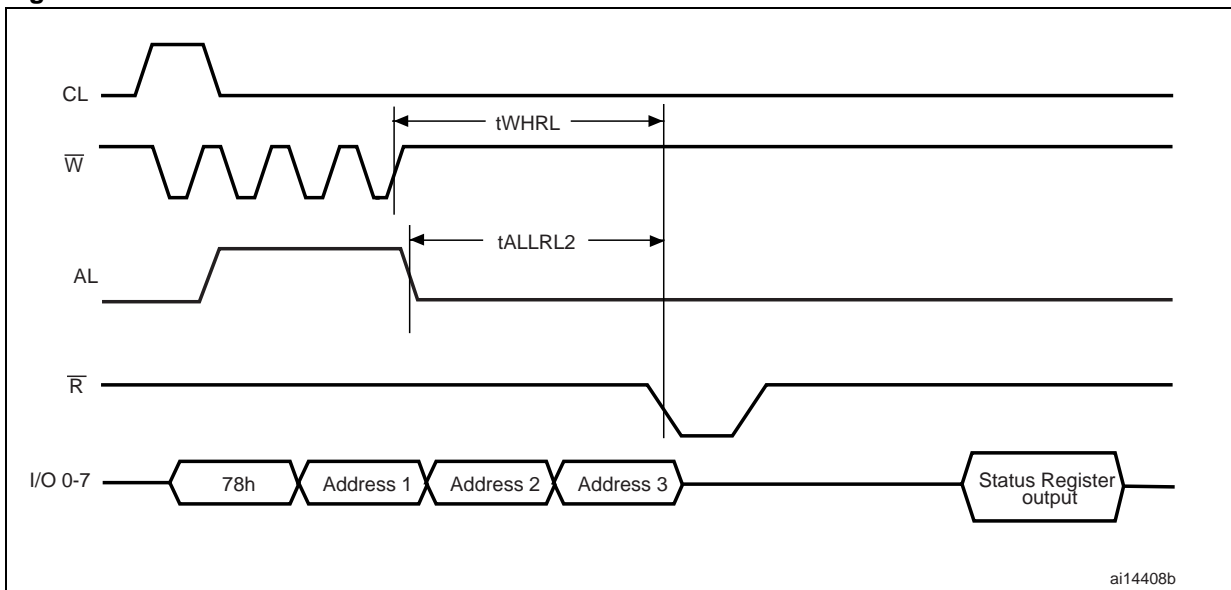 CL
tWHRL
W
tALLRL2
AL
R
I/O 0-7
78h
Address 1
Address 2
Address 3
Status Register
output
ai14408b